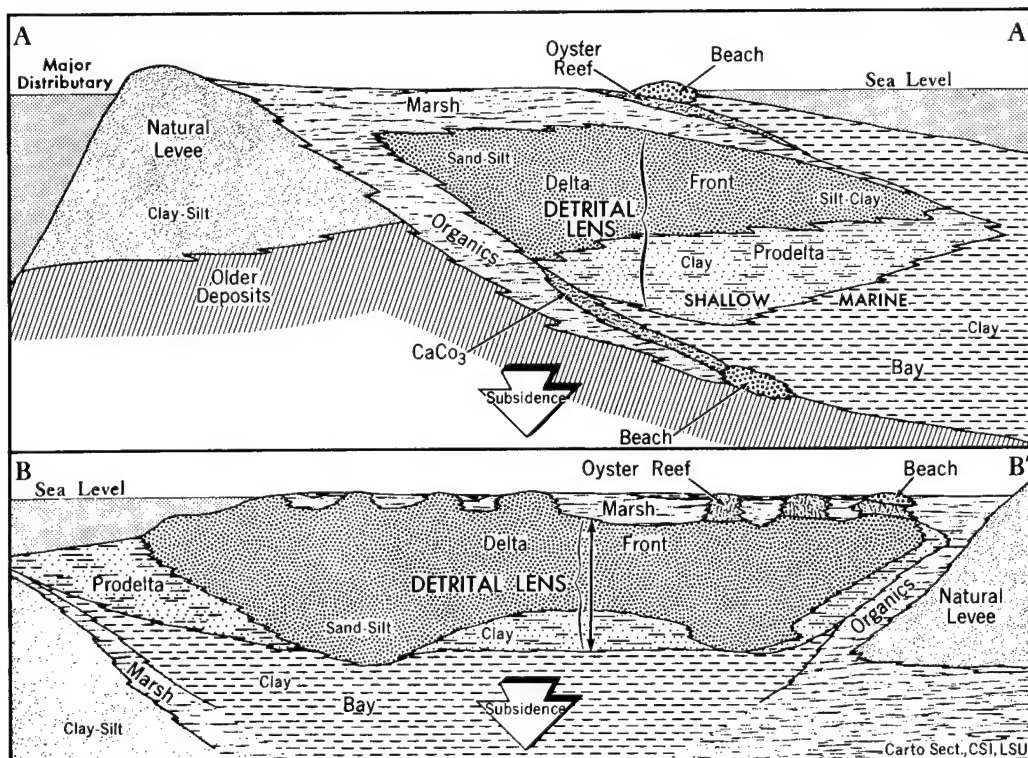 A
A'
Major
Distributary
Oyster
Reef
Beach
Sea Level
Marsh
Natural
Levee
Sand-Silt
Delta
Front
Silt-Clay
Clay-Silt
DETRITAL
LENS
Organics
Clay
Prodelta
Older
Deposits
SHALLOW
MARINE
Clay
CaCo3
Bay
Subsidence
Beach
B
B'
Sea Level
Oyster Reef
Beach
Marsh
Delta
Front
Prodelta
DETRITAL LENS
Organics
Natural
Levee
Sand-Silt
Clay
Marsh
Clay
Bay
Subsidence
Clay-Silt
Carto Sect., CSI, LSU